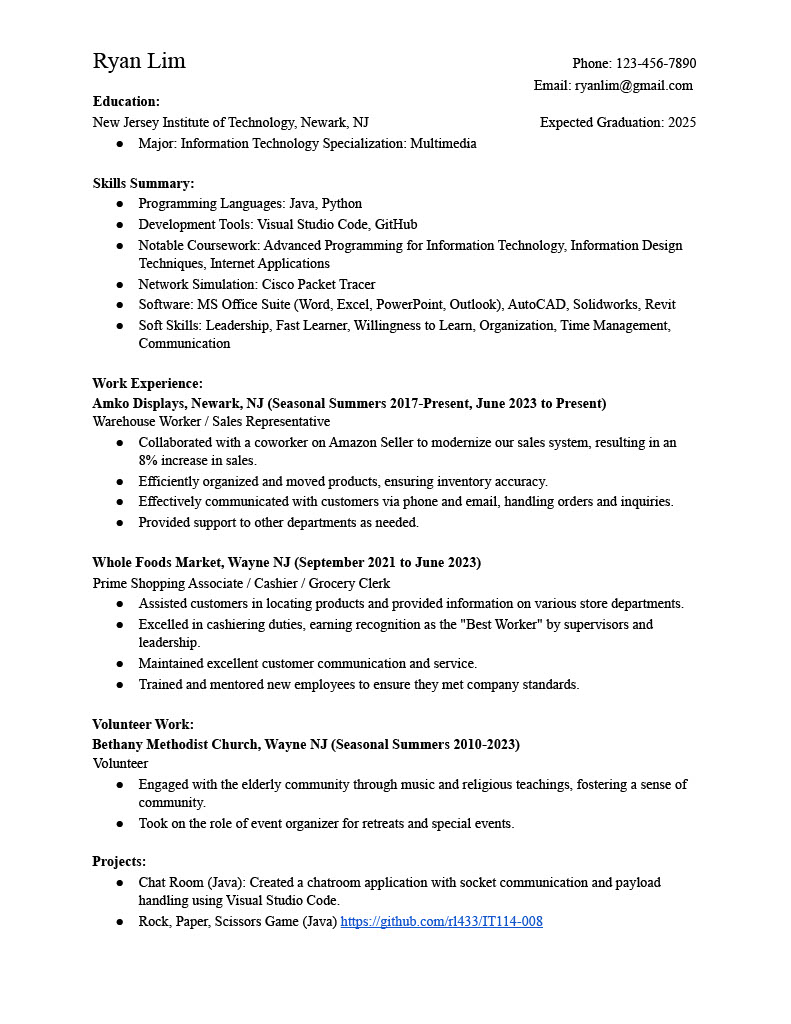 Ryan Lim
Phone: 123-456-7890
Email: ryanlim@gmail.com
Education:
New Jersey Institute of Technology, Newark, NJ Expected Graduation: 2025
● Major: Information Technology Specialization: Multimedia
Skills Summary:
● Programming Languages: Java, Python
● Development Tools: Visual Studio Code, GitHub
● Notable Coursework: Advanced Programming for Information Technology, Information Design
Techniques, Internet Applications
● Network Simulation: Cisco Packet Tracer
● Software: MS Office Suite (Word, Excel, PowerPoint, Outlook), AutoCAD, Solidworks, Revit
● Soft Skills: Leadership, Fast Learner, Willingness to Learn, Organization, Time Management,
Communication
Work Experience:
Amko Displays, Newark, NJ (Seasonal Summers 2017-Present, June 2023 to Present)
Warehouse Worker / Sales Representative
● Collaborated with a coworker on Amazon Seller to modernize our sales system, resulting in an
8% increase in sales.
● Efficiently organized and moved products, ensuring inventory accuracy.
● Effectively communicated with customers via phone and email, handling orders and inquiries.
● Provided support to other departments as needed.
Whole Foods Market, Wayne NJ (September 2021 to June 2023)
Prime Shopping Associate / Cashier / Grocery Clerk
● Assisted customers in locating products and provided information on various store departments.
● Excelled in cashiering duties, earning recognition as the "Best Worker" by supervisors and
leadership.
● Maintained excellent customer communication and service.
● Trained and mentored new employees to ensure they met company standards.
Volunteer Work:
Bethany Methodist Church, Wayne NJ (Seasonal Summers 2010-2023)
Volunteer
● Engaged with the elderly community through music and religious teachings, fostering a sense of
community.
● Took on the role of event organizer for retreats and special events.
Projects:
● Chat Room (Java): Created a chatroom application with socket communication and payload
handling using Visual Studio Code.
● Rock, Paper, Scissors Game (Java) https://github.com/rl433/IT114-008